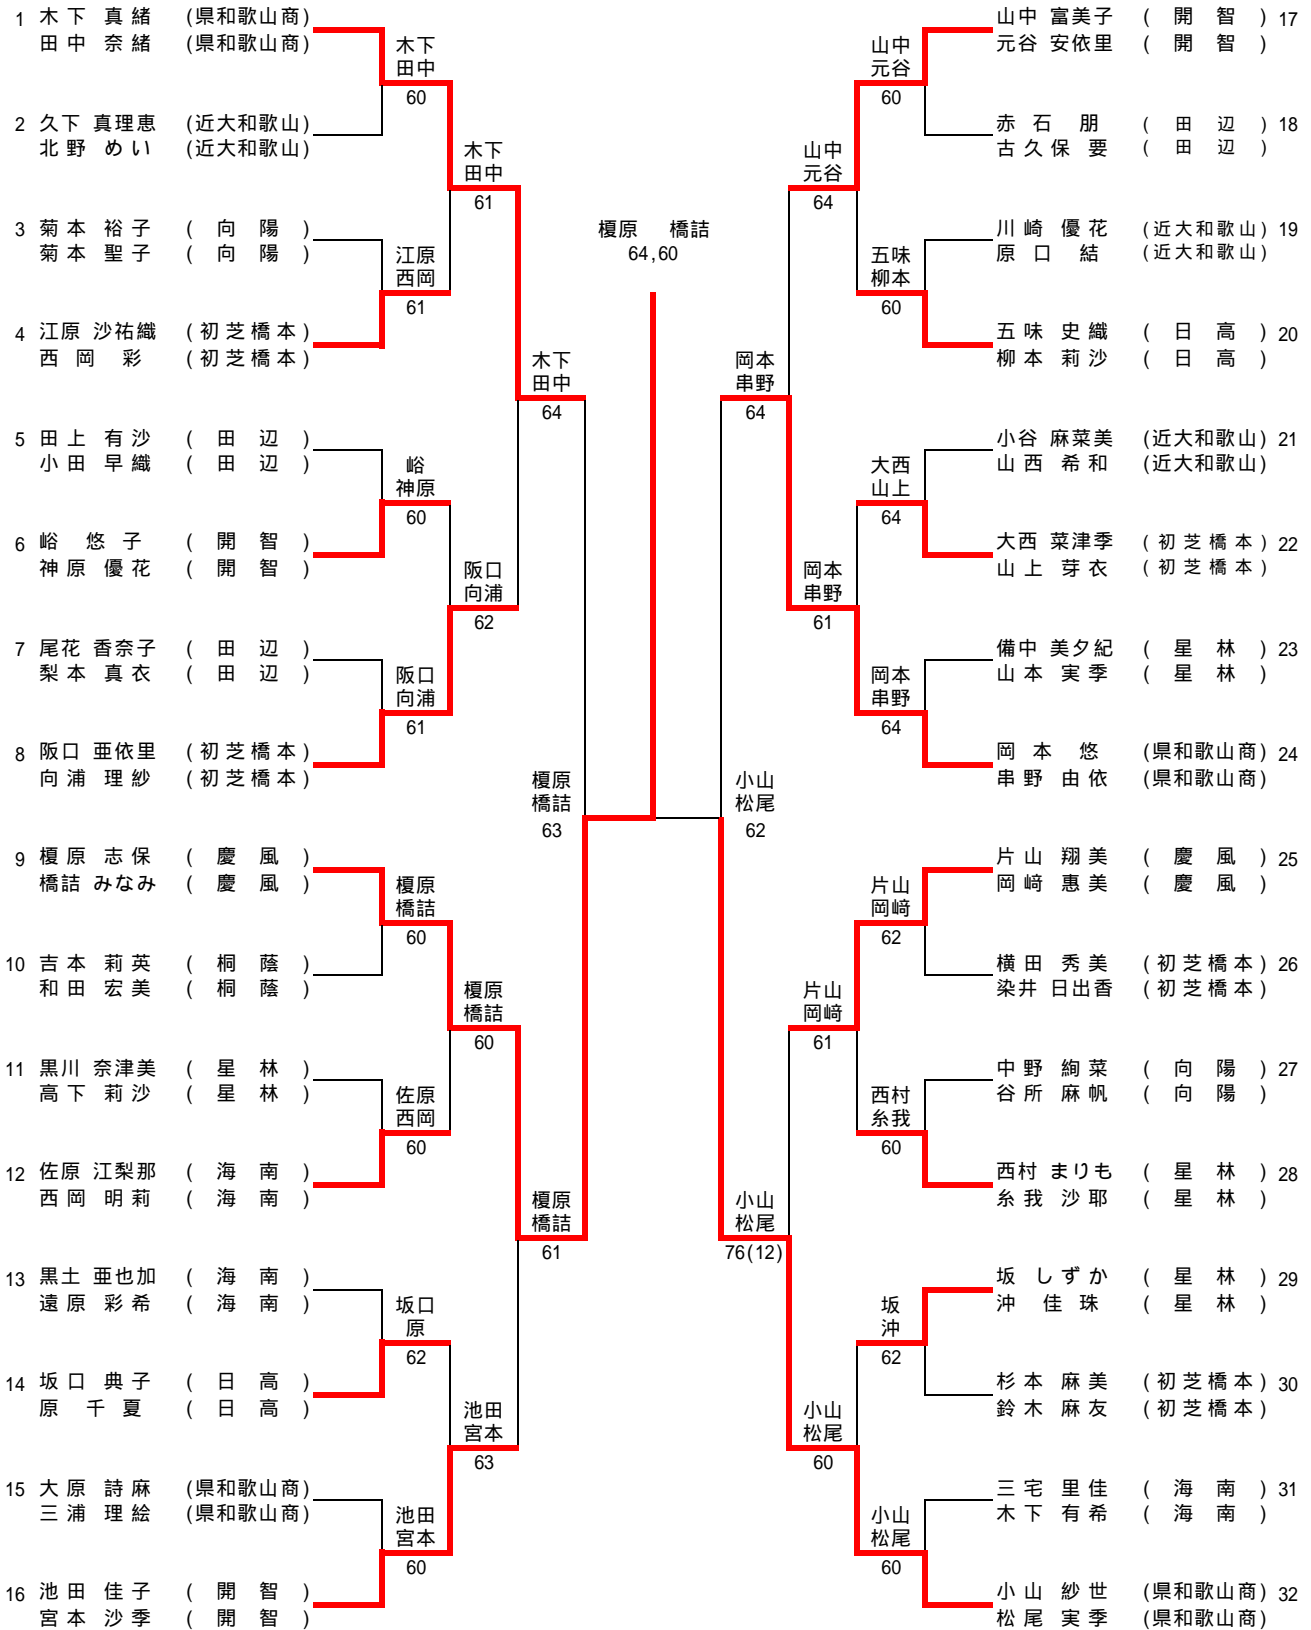 1 木下 真緒 (県和歌山商)
田中 奈緒 (県和歌山商)
2 久下 真理恵 (近大和歌山)
北野 めい (近大和歌山)
3 菊本 裕子 (向陽)
菊本 聖子 (向陽)
4 江原 沙祐織 (初芝橋本)
西岡 彩 (初芝橋本)
5 田上 有沙 (田辺)
小田 早織 (田辺)
6 峪 悠子 (開智)
神原 優花 (開智)
7 尾花 香奈子 (田辺)
梨本 真衣 (田辺)
8 阪口 亜依里 (初芝橋本)
向浦 理紗 (初芝橋本)
9 榎原 志保 (慶風)
橋詰 みなみ (慶風)
10 吉本 莉英 (桐蔭)
和田 宏美 (桐蔭)
11 黒川 奈津美 (星林)
高下 莉沙 (星林)
12 佐原 江梨那 (海南)
西岡 明莉 (海南)
13 黒土 亜也加 (海南)
遠原 彩希 (海南)
14 坂口 典子 (日高)
原 千夏 (日高)
15 大原 詩麻 (県和歌山商)
三浦 理絵 (県和歌山商)
16 池田 佳子 (開智)
宮本 沙季 (開智)
木下
田中
60
江原
西岡
61
峪
神原
60
阪口
向浦
61
榎原
橋詰
60
佐原
西岡
60
坂口
原
62
池田
宮本
60
木下
田中
61
阪口
向浦
62
榎原
橋詰
60
池田
宮本
63
木下
田中
64
榎原
橋詰
61
榎原
橋詰
63
榎原 橋詰
64,60
小山
松尾
62
岡本
串野
64
小山
松尾
76(12)
山中
元谷
64
岡本
串野
61
片山
岡﨑
61
小山
松尾
60
山中
元谷
60
五味
柳本
60
大西
山上
64
岡本
串野
64
片山
岡﨑
62
西村
糸我
60
坂
沖
62
小山
松尾
60
山中 富美子 (開智) 17
元谷 安依里 (開智)
赤石 朋 (田辺) 18
古久保 要 (田辺)
川崎 優花 (近大和歌山) 19
原口 結 (近大和歌山)
五味 史織 (日高) 20
柳本 莉沙 (日高)
小谷 麻菜美 (近大和歌山) 21
山西 希和 (近大和歌山)
大西 菜津季 (初芝橋本) 22
山上 芽衣 (初芝橋本)
備中 美夕紀 (星林) 23
山本 実季 (星林)
岡本 悠 (県和歌山商) 24
串野 由依 (県和歌山商)
片山 翔美 (慶風) 25
岡﨑 惠美 (慶風)
横田 秀美 (初芝橋本) 26
染井 日出香 (初芝橋本)
中野 絢菜 (向陽) 27
谷所 麻帆 (向陽)
西村 まりも (星林) 28
糸我 沙耶 (星林)
坂 しずか (星林) 29
沖 佳珠 (星林)
杉本 麻美 (初芝橋本) 30
鈴木 麻友 (初芝橋本)
三宅 里佳 (海南) 31
木下 有希 (海南)
小山 紗世 (県和歌山商) 32
松尾 実季 (県和歌山商)